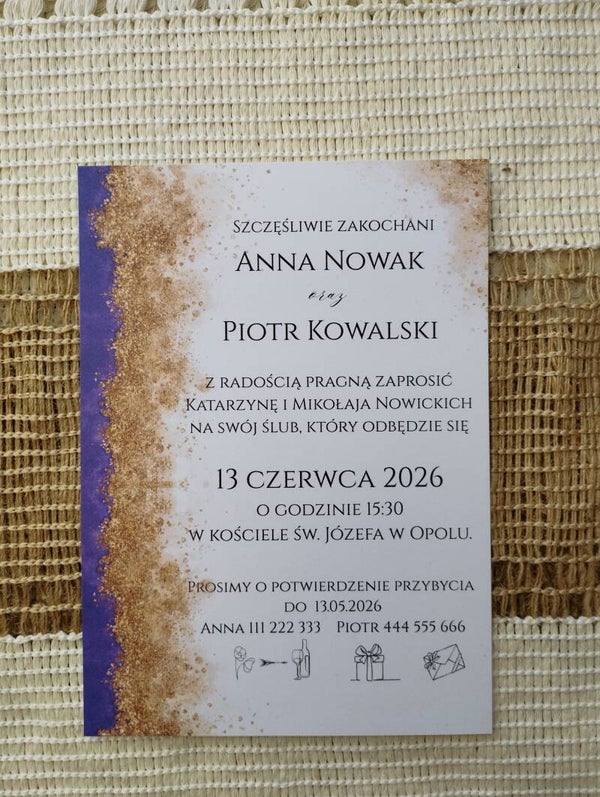 Szczęśliwie zakochani
Anna Nowak
oraz
Piotr Kowalski
z radością pragną zaprosić
Katarzynę i Mikołaja Nowickich
na swój ślub, który odbędzie się
13 czerwca 2026
o godzinie 15:30
w kościele św. Józefa w Opolu.
Prosimy o potwierdzenie przybycia
do 13.05.2026
Anna 111 222 333 Piotr 444 555 666